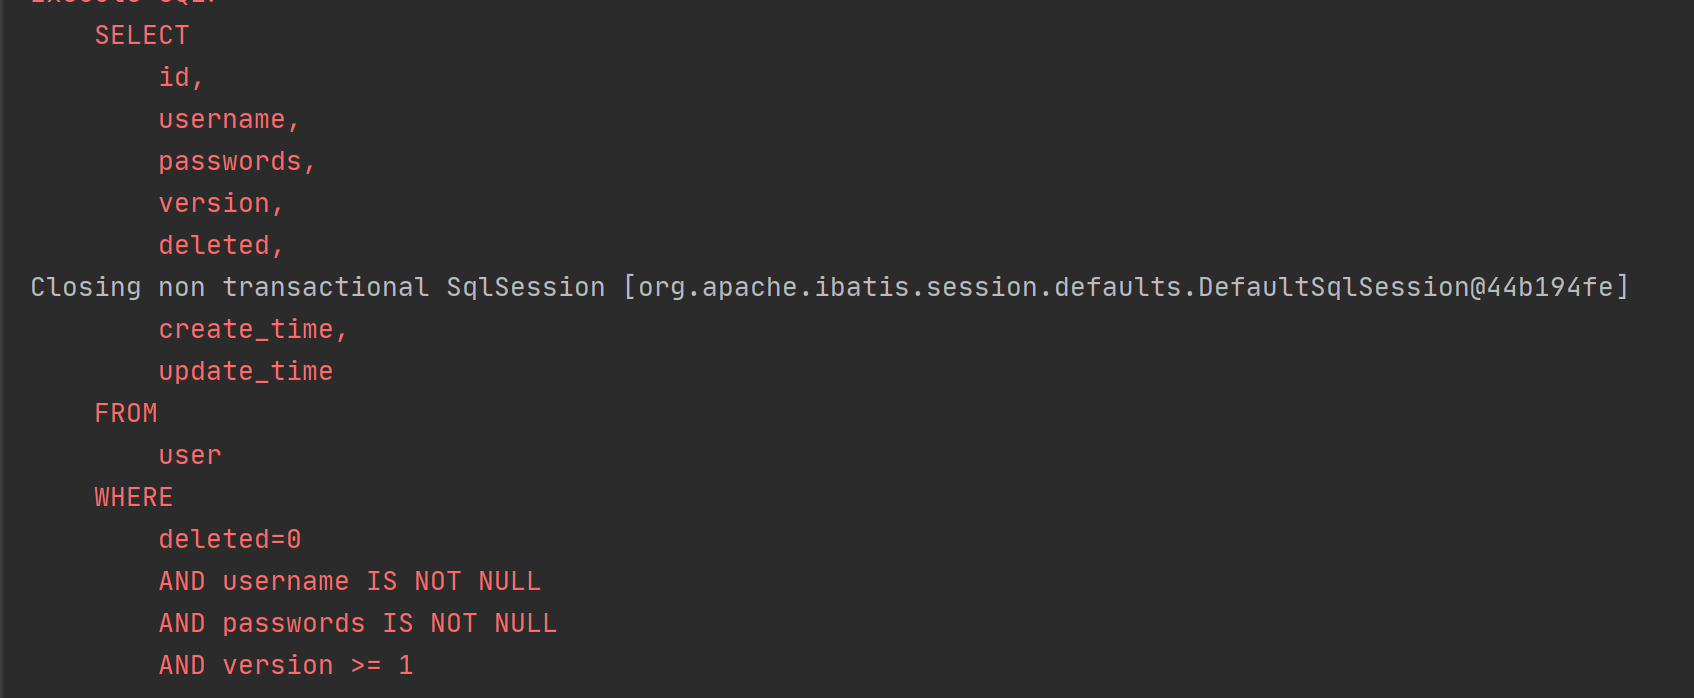 SELECT
id,
username,
passwords,
version,
deleted,
Closing non transactional SqlSession [org.apache.ibatis.session.defaults.DefaultSqlSession@44b194fe]
create_time,
update_time
FROM
user
WHERE
deleted=0
AND username IS NOT NULL
AND passwords IS NOT NULL
AND version >= 1